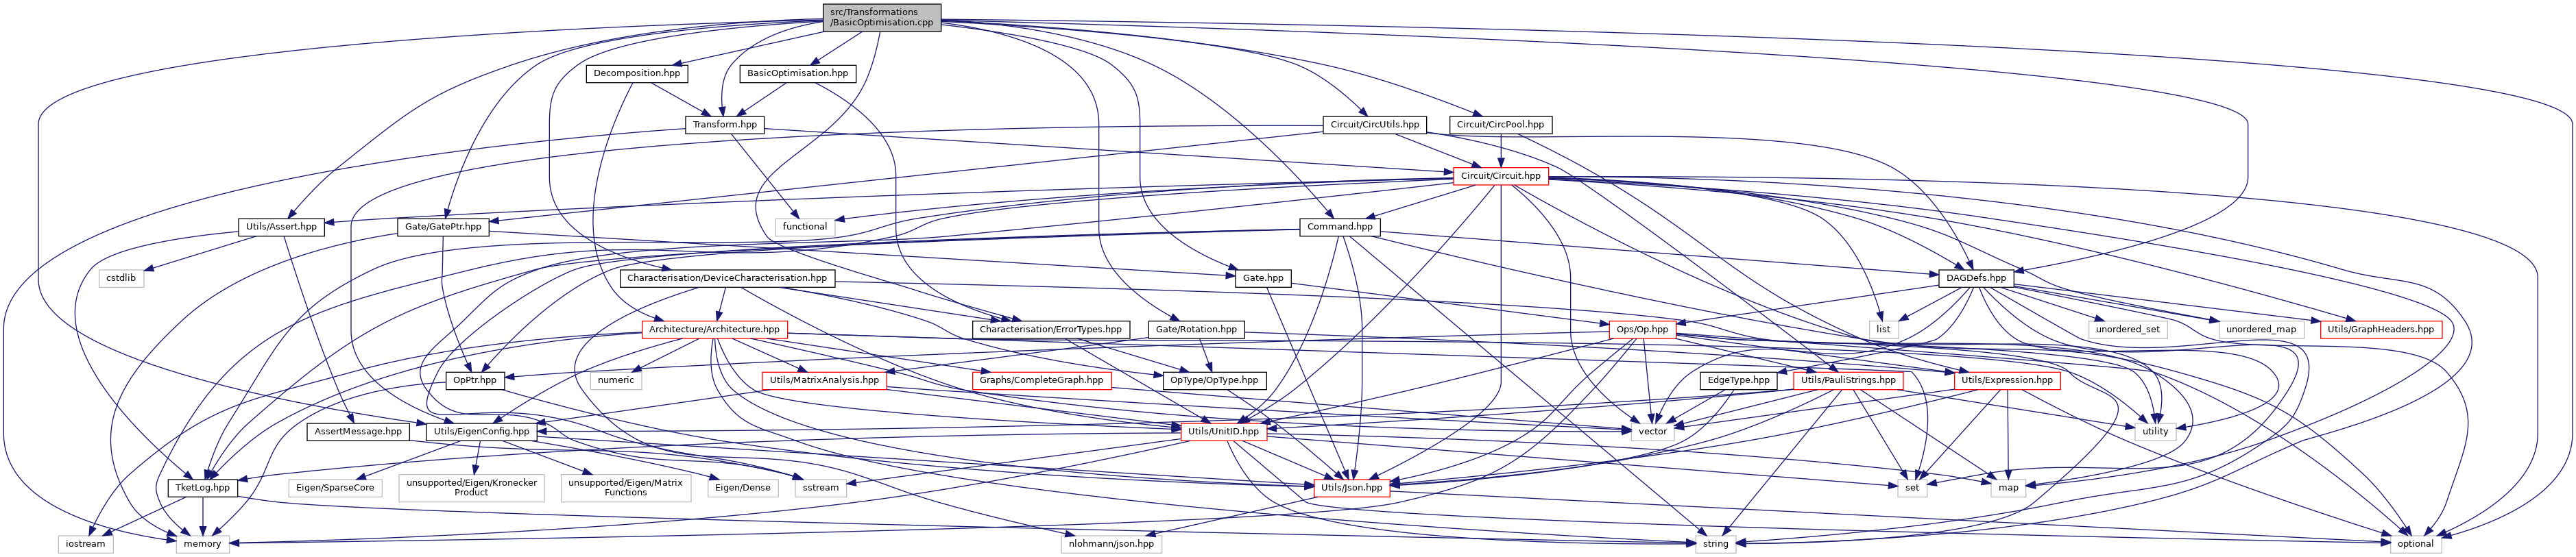 src/Transformations
/BasicOptimisation.cpp
Decomposition.hpp
BasicOptimisation.hpp
Transform.hpp
Circuit/CircUtils.hpp
Circuit/CircPool.hpp
Circuit/Circuit.hpp
Utils/Assert.hpp
Gate/GatePtr.hpp
functional
Command.hpp
cstdlib
Characterisation/DeviceCharacterisation.hpp
Gate.hpp
DAGDefs.hpp
Architecture/Architecture.hpp
Characterisation/ErrorTypes.hpp
Gate/Rotation.hpp
Ops/Op.hpp
list
unordered_set
unordered_map
Utils/GraphHeaders.hpp
OpPtr.hpp
numeric
Utils/MatrixAnalysis.hpp
Graphs/CompleteGraph.hpp
OpType/OpType.hpp
EdgeType.hpp
Utils/PauliStrings.hpp
Utils/Expression.hpp
AssertMessage.hpp
Utils/EigenConfig.hpp
Utils/UnitID.hpp
vector
utility
TketLog.hpp
Eigen/SparseCore
unsupported/Eigen/Kronecker
Product
unsupported/Eigen/Matrix
Functions
Eigen/Dense
sstream
Utils/Json.hpp
set
map
iostream
memory
nlohmann/json.hpp
string
optional